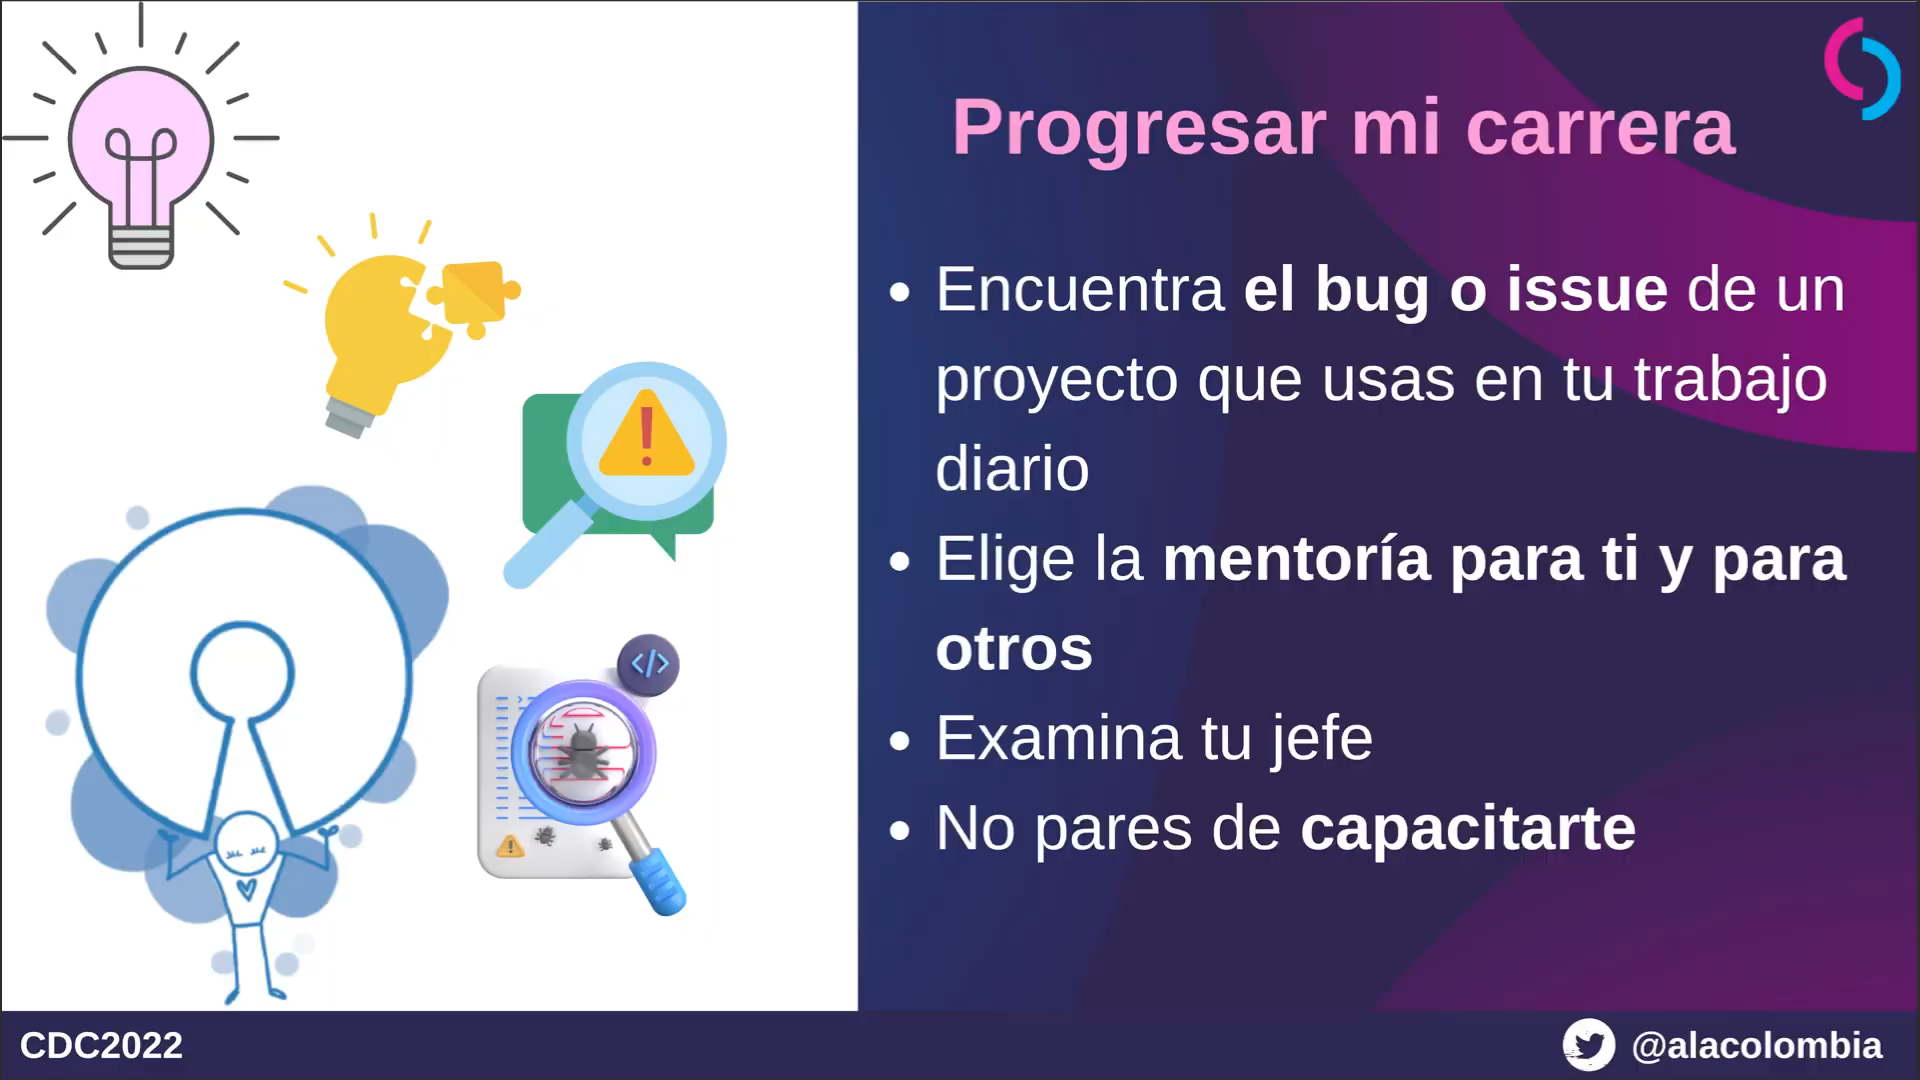 Progresar mi carrera
• Encuentra el bug o issue de un
proyecto que usas en tu trabajo
diario
• Elige la mentoría para ti y para
otros
• Examina tu jefe
• No pares de capacitarte
</>
CDC2022
@alacolombia